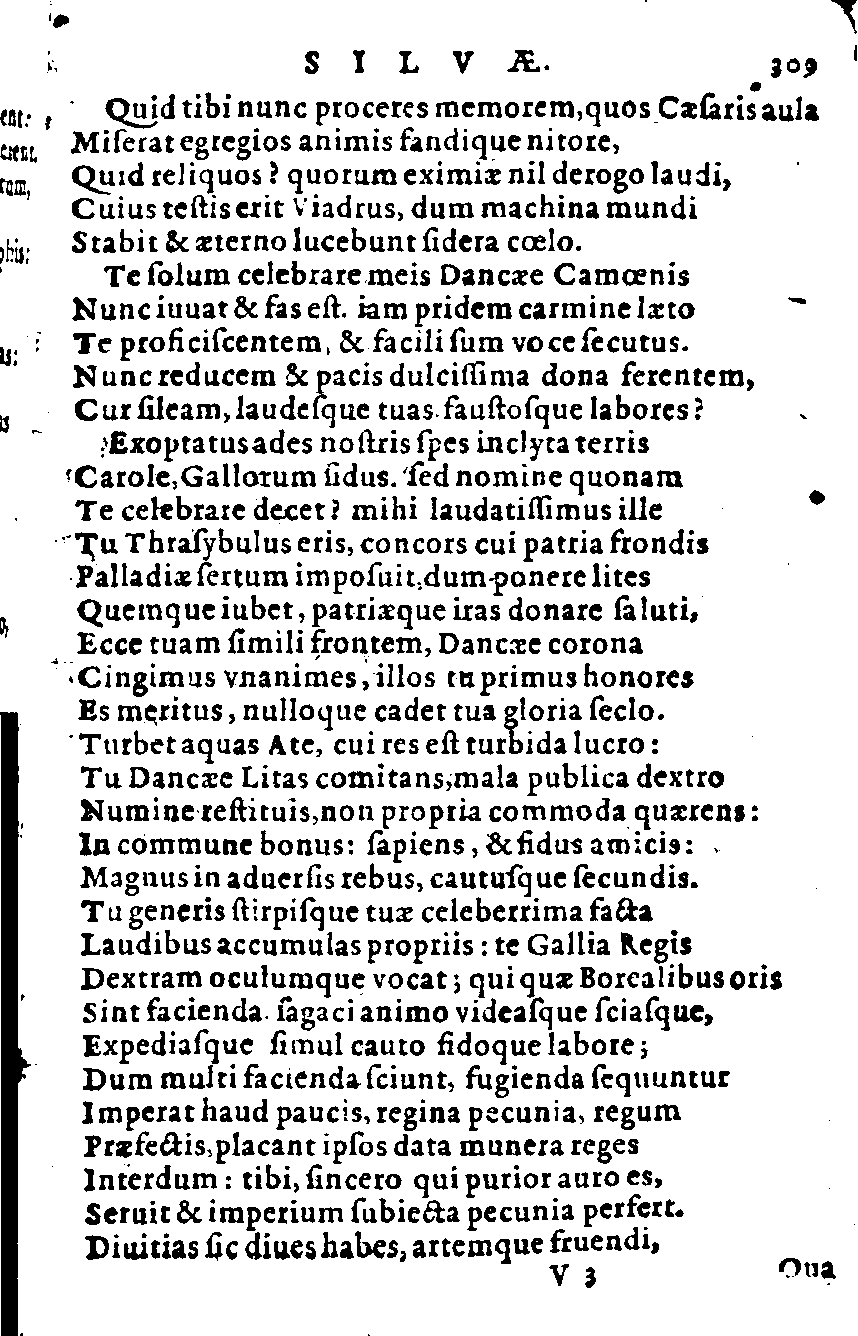 S I L V Æ. 309
Quid tibi nunc proceres memorem, quos Cæſaris aula
Miſerat egregios animis fandique nitore,
Quid reliquos? quorum eximiæ nil derogo laudi,
Cuius teſtis erit Viadrus, dum machina mundi
Stabit & æterno lucebunt ſidera cœlo.
Te ſolum celebrare meis Dancæe Camœnis
Nunc iuuat & fas eſt. iam pridem carmine læto
Te proficiſcentem, & facili ſum voce ſecutus.
Nunc reducem & pacis dulciſſima dona ferentem,
Cur ſileam, laudeſque tuas fauſtoſque labores?
Exoptatus ades noſtris ſpes inclyta terris
Carole, Gallorum ſidus. ſed nomine quonam
Te celebrare decet? mihi laudatiſſimus ille
Tu Thraſybulus eris, concors cui patria frondis
Palladiæ ſertum impoſuit, dum ponere lites
Quemque iubet, patriæque iras donare ſaluti,
Ecce tuam ſimili frontem, Dancæe corona
Cingimus vnanimes, illos tu primus honores
Es meritus, nulloque cadet tua gloria ſeclo.
Turbet aquas Ate, cui res eſt turbida lucro:
Tu Dancæe Litas comitans, mala publica dextro
Numine reſtituis, non propria commoda quærens:
In commune bonus: ſapiens, & fidus amicis:
Magnus in aduerſis rebus, cautuſque ſecundis.
Tu generis ſtirpiſque tuæ celeberrima facta
Laudibus accumulas propriis: te Gallia Regis
Dextram oculumque vocat; qui quæ Borealibus oris
Sint facienda ſagaci animo videaſque ſciaſque,
Expediaſque ſimul cauto fidoque labore;
Dum multi facienda ſciunt, fugienda ſequuntur
Imperat haud paucis, regina pecunia, regum
Præfectis, placant ipſos data munera reges
Interdum: tibi, ſincero qui purior auro es,
Seruit & imperium ſubiecta pecunia perfert.
Diuitias ſic diues habes, artemque fruendi,
V 3 Qua